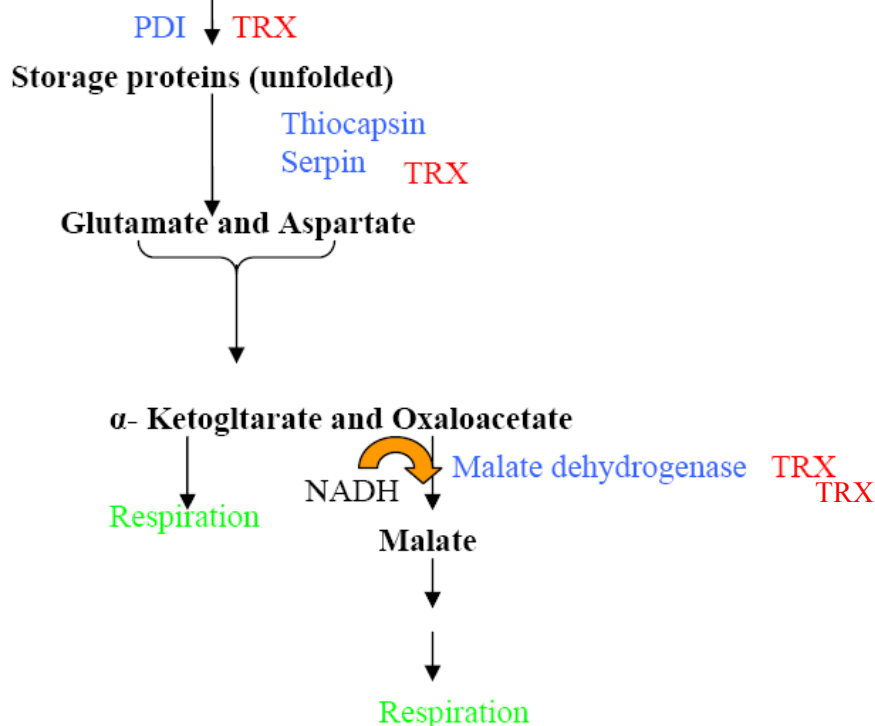 PDI TRX
Storage proteins (unfolded)
Thiocapsin
Serpin TRX
Glutamate and Aspartate
α- Ketogltarate and Oxaloacetate
Malate dehydrogenase TRX
NADH TRX
Respiration
Malate
Respiration